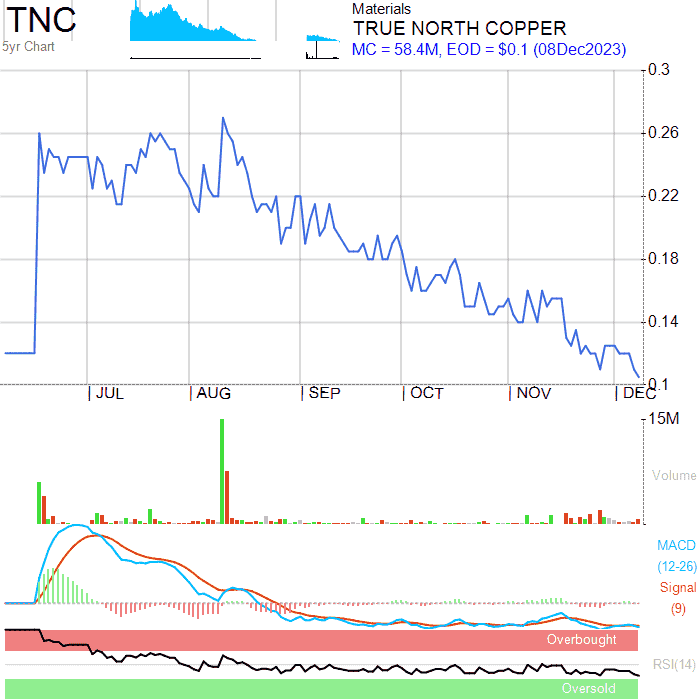 TNC
5yr Chart
Materials
TRUE NORTH COPPER
MC = 58.4M, EOD = $0.1 (08Dec2023)
0.3
0.26
0.22
0.18
0.14
0.1
JUL AUG SEP OCT NOV DEC
15M
Volume
MACD
(12-26)
Signal
(9)
Overbought
RSI(14)
Oversold